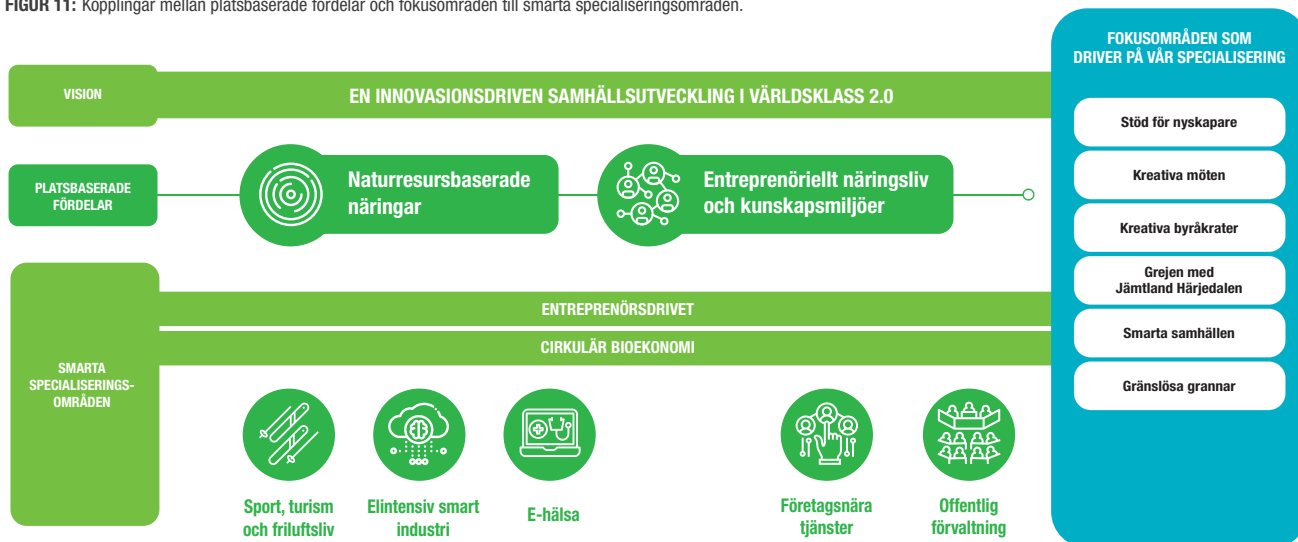 FIGUR 11: Kopplingar mellan platsbaserade fördelar och fokusområden till smarta specialiseringsområden.
VISION
EN INNOVASIONSDRIVEN SAMHÄLLSUTVECKLING I VÄRLDSKLASS 2.0
PLATSBASERADE
FÖRDELAR
Naturresursbaserade
näringar
Entreprenöriellt näringsliv
och kunskapsmiljöer
SMARTA
SPECIALISERINGS-
OMRÅDEN
ENTREPRENÖRSDRIVET
CIRKULÄR BIOEKONOMI
Sport, turism
och friluftsliv
Elintensiv smart
industri
E-hälsa
Företagsnära
tjänster
Offentlig
förvaltning
FOKUSOMRÅDEN SOM
DRIVER PÅ VÅR SPECIALISERING
Stöd för nyskapare
Kreativa möten
Kreativa byråkrater
Grejen med
Jämtland Härjedalen
Smarta samhällen
Gränslösa grannar